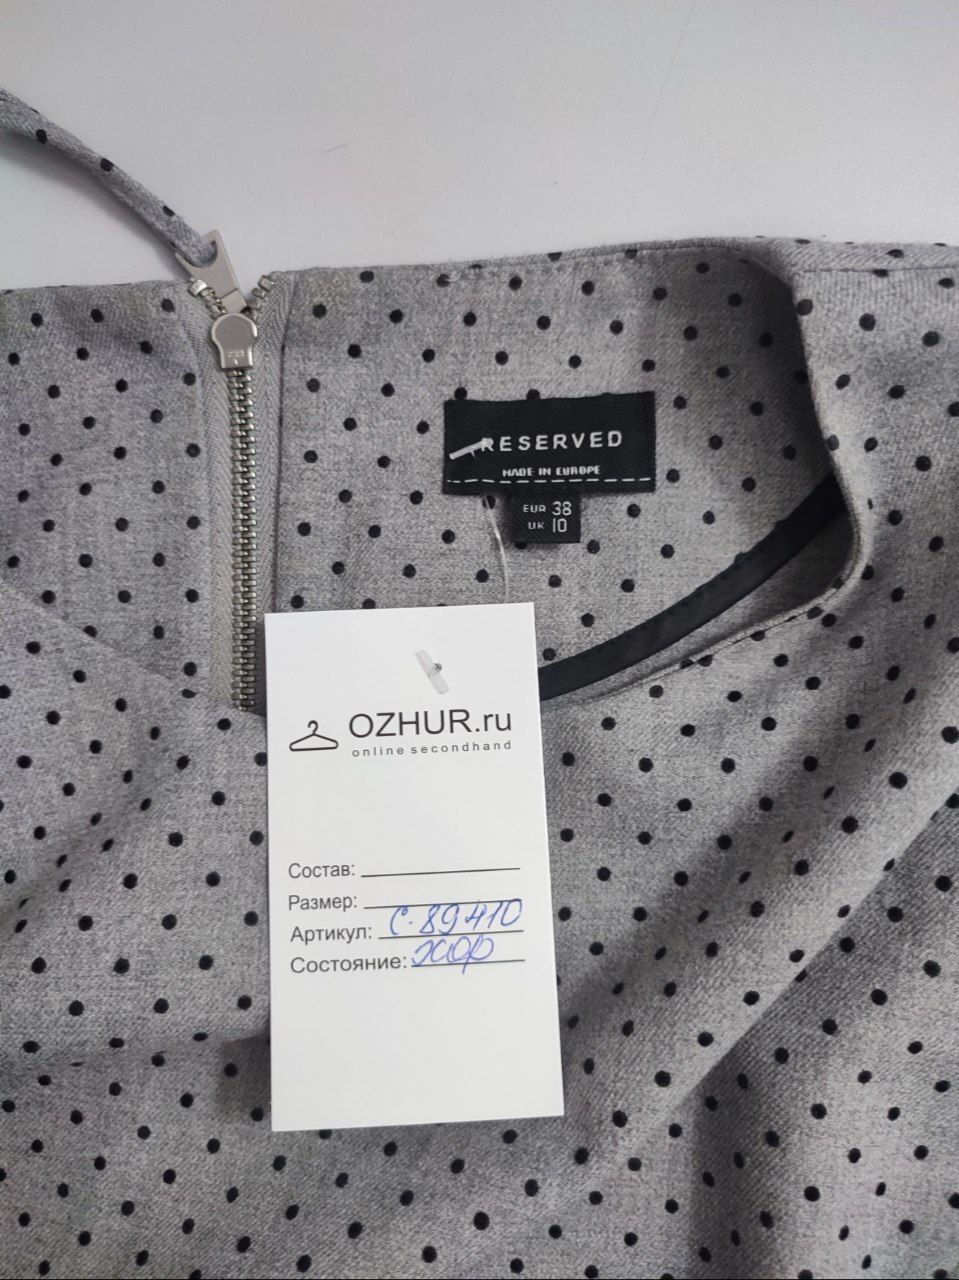 RESERVED
MADE IN EUROPE
EUR 38
UK 10
OZHUR.ru
online secondhand
Состав:
Размер:
Артикул: С-89410
Состояние: хор